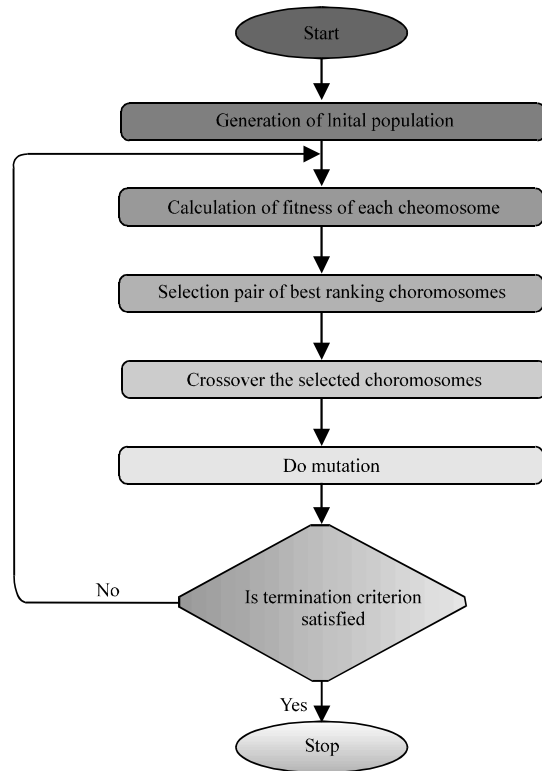 Start
Generation of Inital population
Calculation of fitness of each cheomosome
Selection pair of best ranking choromosomes
Crossover the selected choromosomes
Do mutation
Is termination criterion
satisfied
No
Yes
Stop